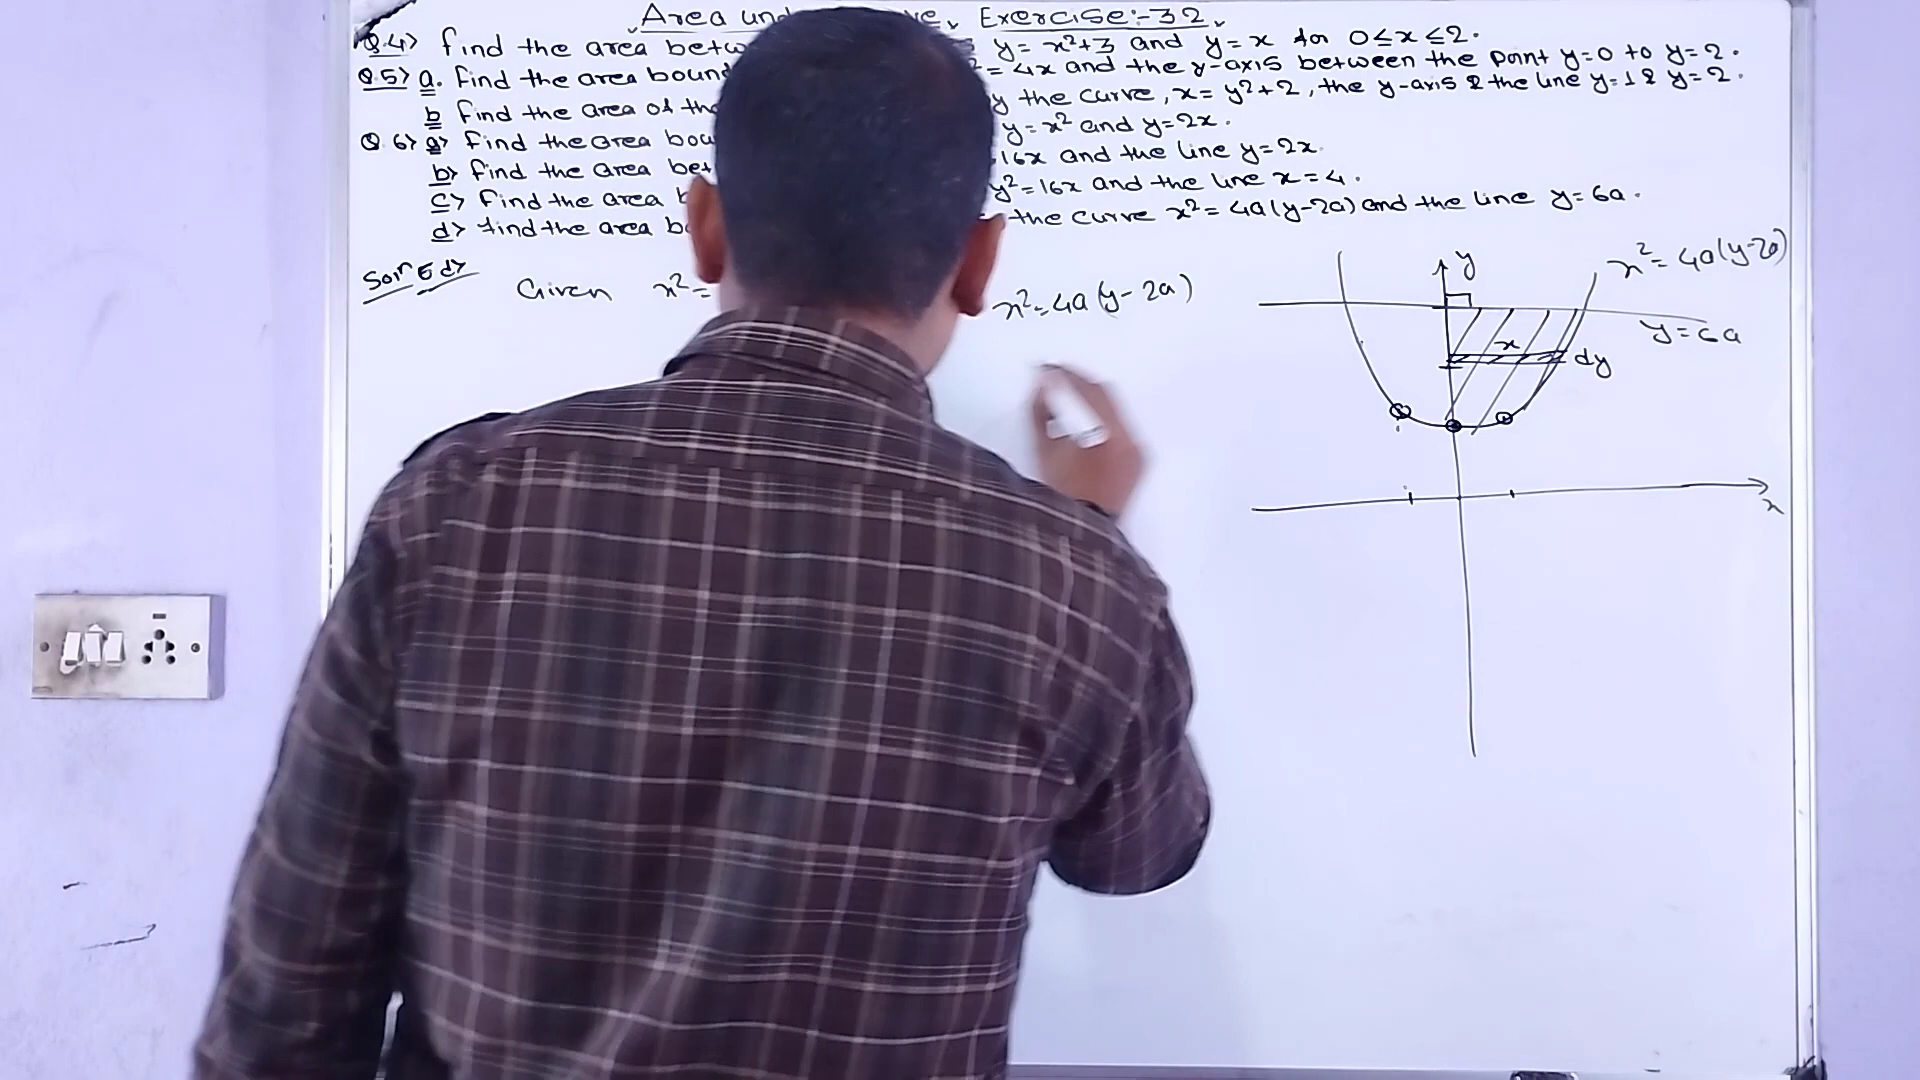 Area und ve, Exercise:-32,
Q.4> find the area betw y = x²+3 and y = x for 0≤x≤2.
Q.5> a. find the area bound ²= 4x and the y-axis between the point y=0 to y=2.
b find the area of the y the curve, x = y²+2, the y-axis & the line y=1 & y=2.
Q.6> a> find the area bou y=x² and y=2x.
b> find the area bet 16x and the line y=2x.
c> find the area b y²=16x and the line x=4.
d> find the area bo the curve x²= 4a(y-2a) and the line y=6a.
Solⁿ 6d> Given x²= x²=4a(y-2a)
y
x²= 4a(y-2a)
y=6a
x
dy
x